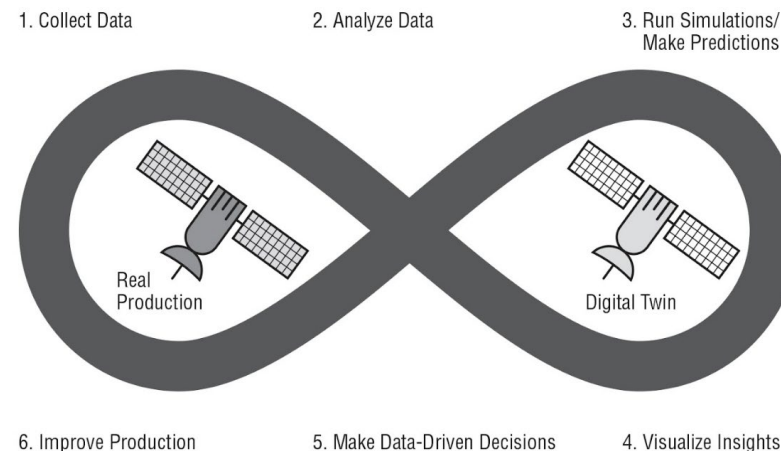 1. Collect Data
2. Analyze Data
3. Run Simulations/
Make Predictions
Real
Production
Digital Twin
6. Improve Production
5. Make Data-Driven Decisions
4. Visualize Insights